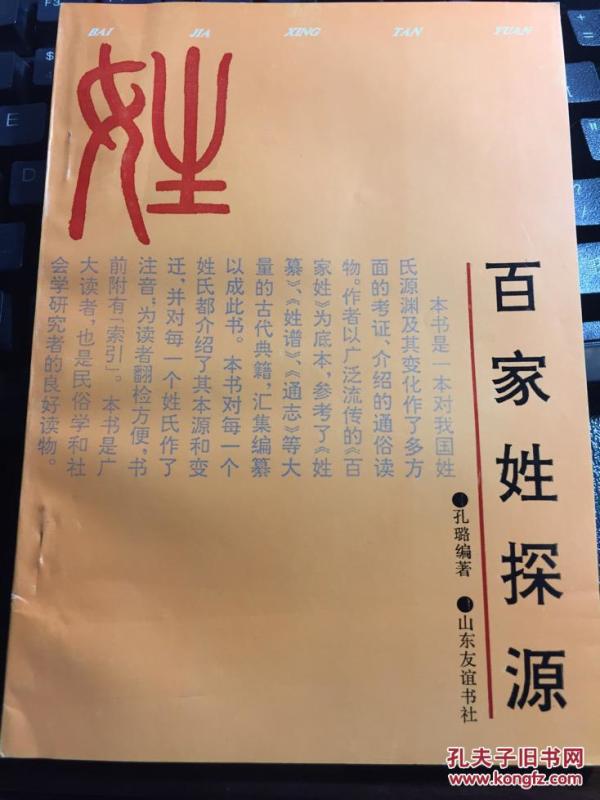 BAI JIA XING TAN YUAN
姓
百家姓探源
●孔璐编著 ●山东友谊书社
本书是一本对我国姓
氏源渊及其变化作了多方
面的考证、介绍的通俗读
物。作者以广泛流传的《百
家姓》为底本，参考了《姓
纂》、《姓谱》、《通志》等大
量的古代典籍，汇集编纂
以成此书。本书对每一个
姓氏都介绍了其本源和变
迁，并对每一个姓氏作了
注音，为读者翻检方便，书
前附有「索引」。本书是广
大读者，也是民俗学和社
会学研究者的良好读物。
孔夫子旧书网
www.kongfz.com
F3
$
E